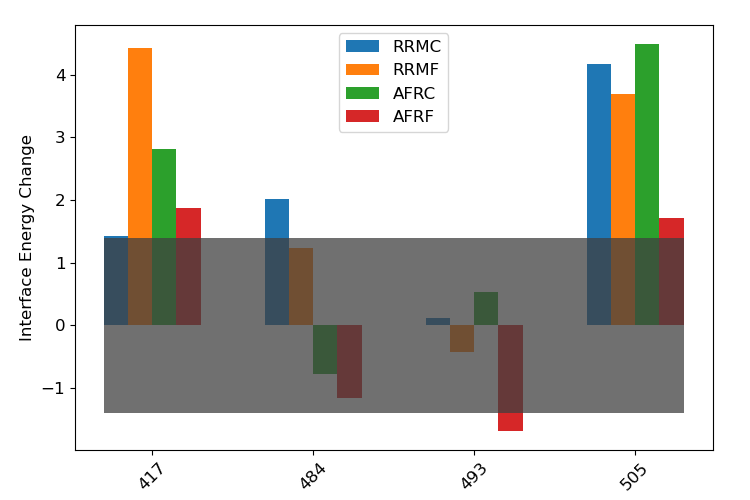 RRMC
RRMF
AFRC
AFRF
Interface Energy Change
4
3
2
1
0
−1
417
484
493
505